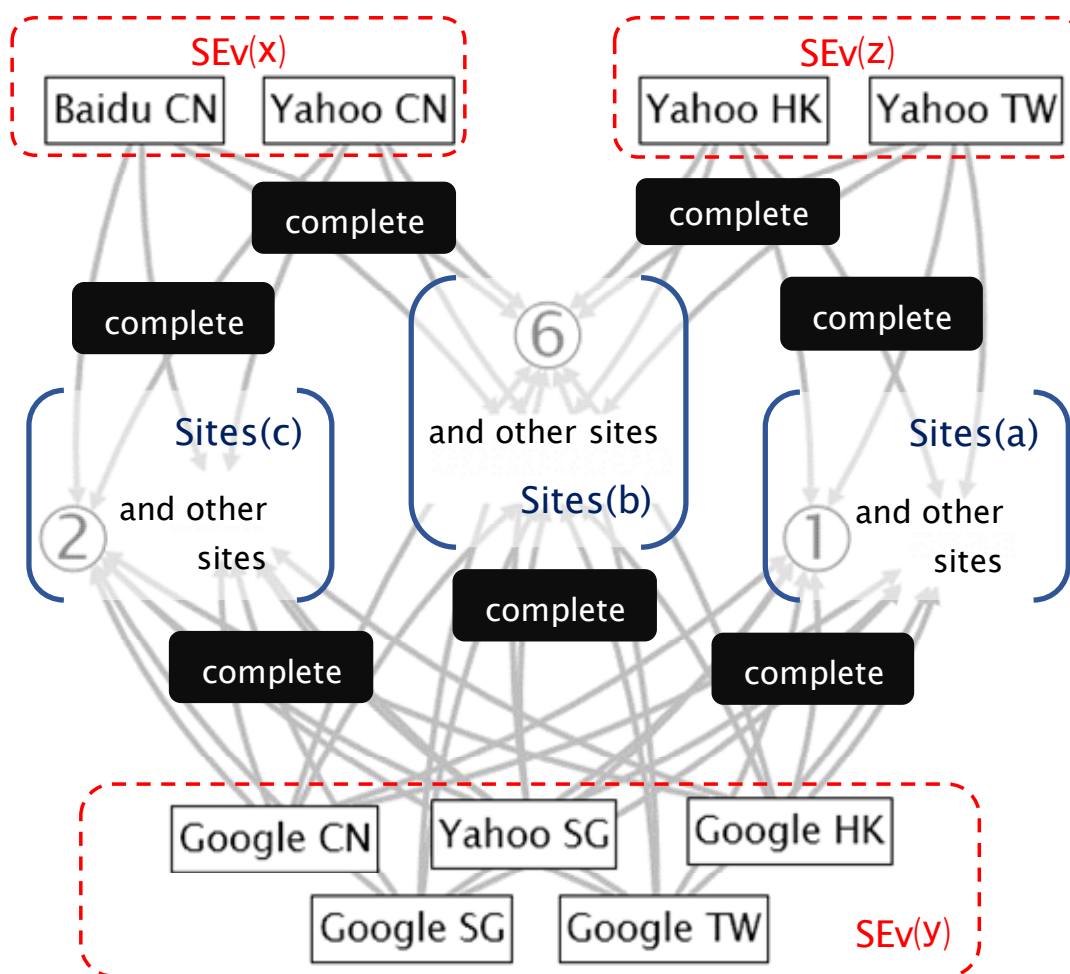 SEv(x)
SEv(z)
Baidu CN
Yahoo CN
Yahoo HK
Yahoo TW
complete
complete
complete
complete
6
and other sites
Sites(b)
Sites(c)
2
and other
sites
Sites(a)
1
and other
sites
complete
complete
complete
Google CN
Yahoo SG
Google HK
Google SG
Google TW
SEv(y)